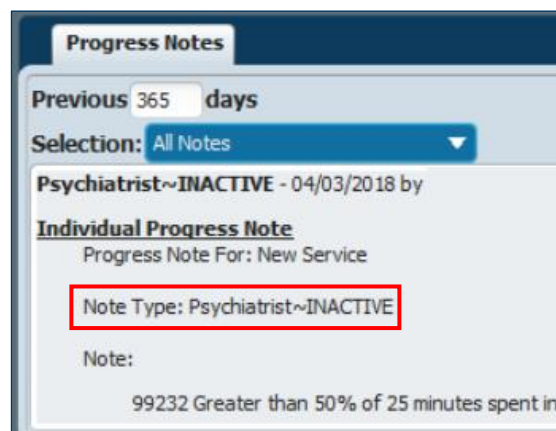 Progress Notes
Previous 365 days
Selection: All Notes
Psychiatrist~INACTIVE - 04/03/2018 by
Individual Progress Note
Progress Note For: New Service
Note Type: Psychiatrist~INACTIVE
Note:
99232 Greater than 50% of 25 minutes spent in